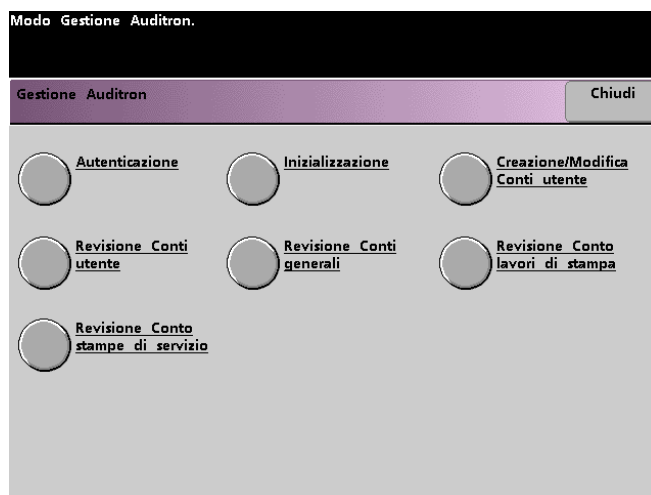 Modo Gestione Auditron.
Gestione Auditron
Chiudi
Autenticazione
Inizializzazione
Creazione/Modifica
Conti utente
Revisione Conti
utente
Revisione Conti
generali
Revisione Conto
lavori di stampa
Revisione Conto
stampe di servizio